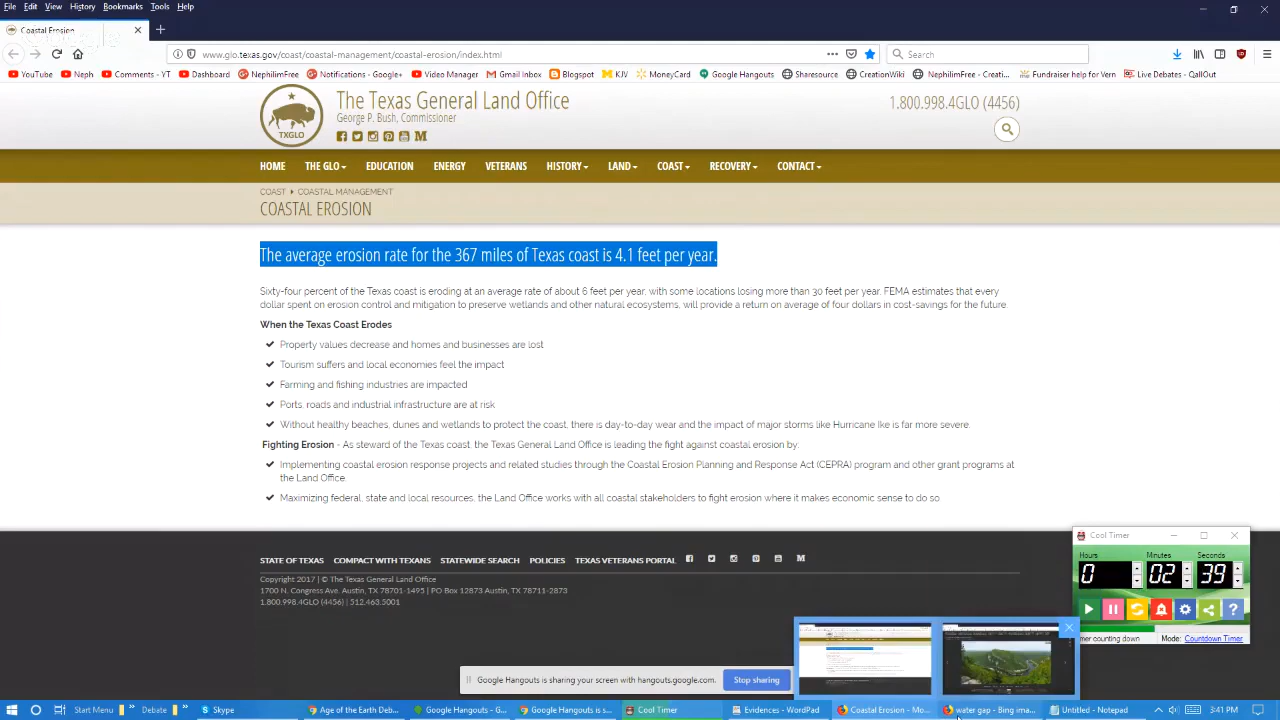 File Edit View History Bookmarks Tools Help
Coastal Erosion
www.glo.texas.gov/coast/coastal-management/coastal-erosion/index.html
Search
YouTube Neph Comments - YT Dashboard NephilimFree Notifications - Google+ Video Manager Gmail Inbox Blogspot KJV MoneyCard Google Hangouts Sharesource CreationWiki NephilimFree - Creati... Fundraiser help for Vern Live Debates - QallOut
The Texas General Land Office
George P. Bush, Commissioner
1.800.998.4GLO (4456)
TXGLO
HOME THE GLO EDUCATION ENERGY VETERANS HISTORY LAND COAST RECOVERY CONTACT
COAST COASTAL MANAGEMENT
COASTAL EROSION
The average erosion rate for the 367 miles of Texas coast is 4.1 feet per year.
Sixty-four percent of the Texas coast is eroding at an average rate of about 6 feet per year, with some locations losing more than 30 feet per year. FEMA estimates that every
dollar spent on erosion control and mitigation to preserve wetlands and other natural ecosystems, will provide a return on average of four dollars in cost-savings for the future.
When the Texas Coast Erodes
Property values decrease and homes and businesses are lost
Tourism suffers and local economies feel the impact
Farming and fishing industries are impacted
Ports, roads and industrial infrastructure are at risk
Without healthy beaches, dunes and wetlands to protect the coast, there is day-to-day wear and the impact of major storms like Hurricane Ike is far more severe.
Fighting Erosion - As steward of the Texas coast, the Texas General Land Office is leading the fight against coastal erosion by:
Implementing coastal erosion response projects and related studies through the Coastal Erosion Planning and Response Act (CEPRA) program and other grant programs at
the Land Office.
Maximizing federal, state and local resources, the Land Office works with all coastal stakeholders to fight erosion where it makes economic sense to do so.
STATE OF TEXAS COMPACT WITH TEXANS STATEWIDE SEARCH POLICIES TEXAS VETERANS PORTAL
Copyright 2017 | © The Texas General Land Office
1700 N. Congress Ave. Austin, TX 78701-1495 | PO Box 12873 Austin, TX 78711-2873
1.800.998.4GLO (4456) | 512.463.5001
Cool Timer
Hours Minutes Seconds
0 02 39
mer counting down Mode: Countdown Timer
Google Hangouts is sharing your screen with hangouts.google.com. Stop sharing
Start Menu Debate Skype Age of the Earth Deb... Google Hangouts - G... Google Hangouts is s... Cool Timer Evidences - WordPad Coastal Erosion - Mo... water gap - Bing ima... Untitled - Notepad 3:41 PM